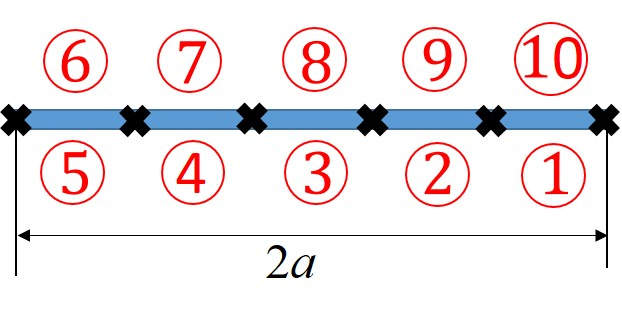 ⑥ ⑦ ⑧ ⑨ ⑩
⑤ ④ ③ ② ①
2a